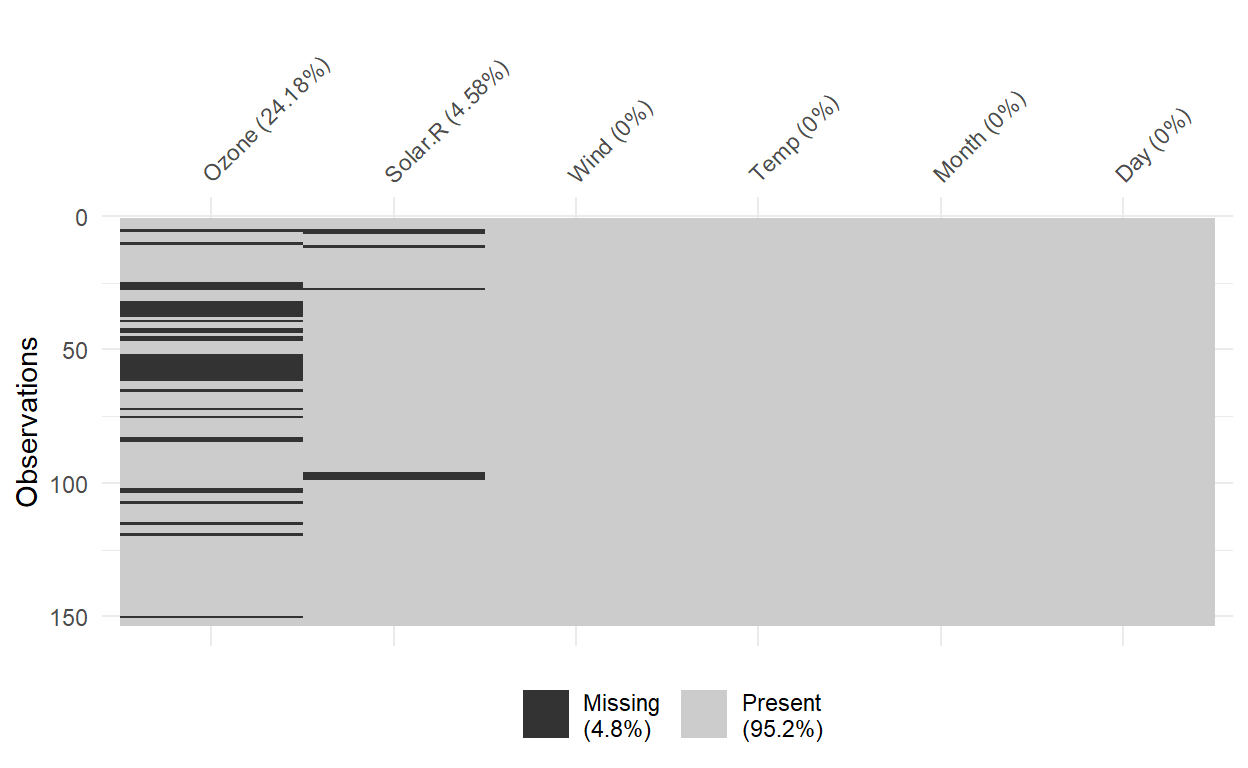 Ozone (24.18%)
Solar.R (4.58%)
Wind (0%)
Temp (0%)
Month (0%)
Day (0%)
0
50
100
150
Observations
Missing
(4.8%)
Present
(95.2%)